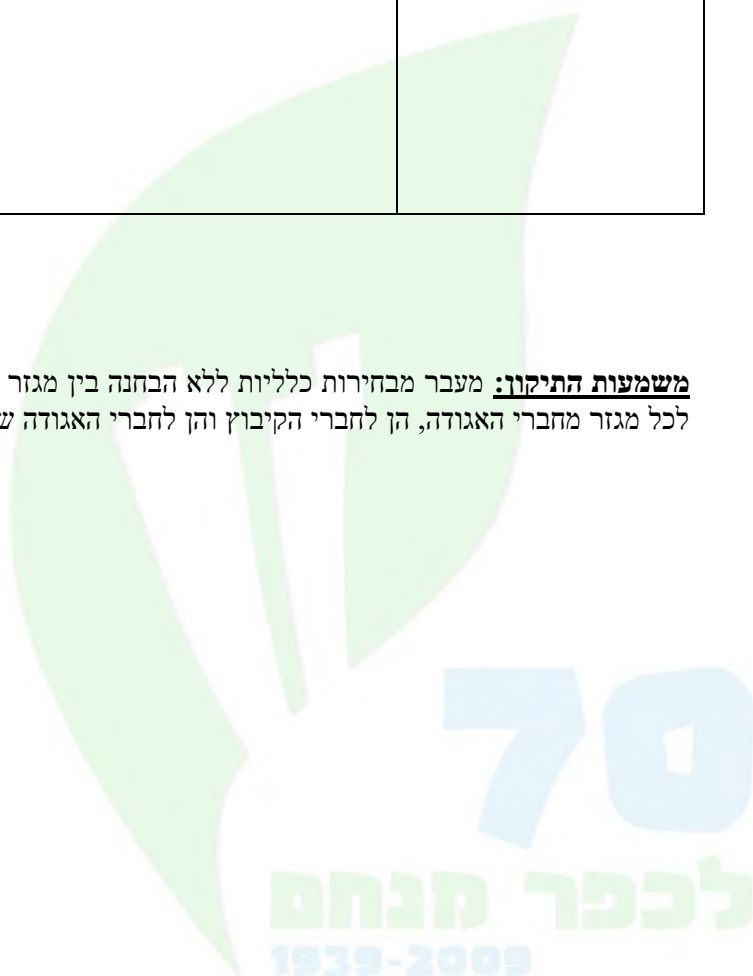 משמעות התיקון: מעבר מבחירות כלליות ללא הבחנה בין מגזר
לכל מגזר מחברי האגודה, הן לחברי הקיבוץ והן לחברי האגודה ש
70
לכפר מנחם
1939-2009